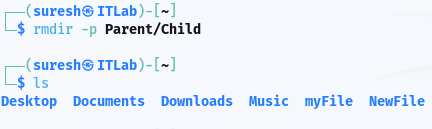 ┌──(suresh㉿ITLab)-[~]
└─$ rmdir -p Parent/Child
┌──(suresh㉿ITLab)-[~]
└─$ ls
Desktop Documents Downloads Music myFile NewFile